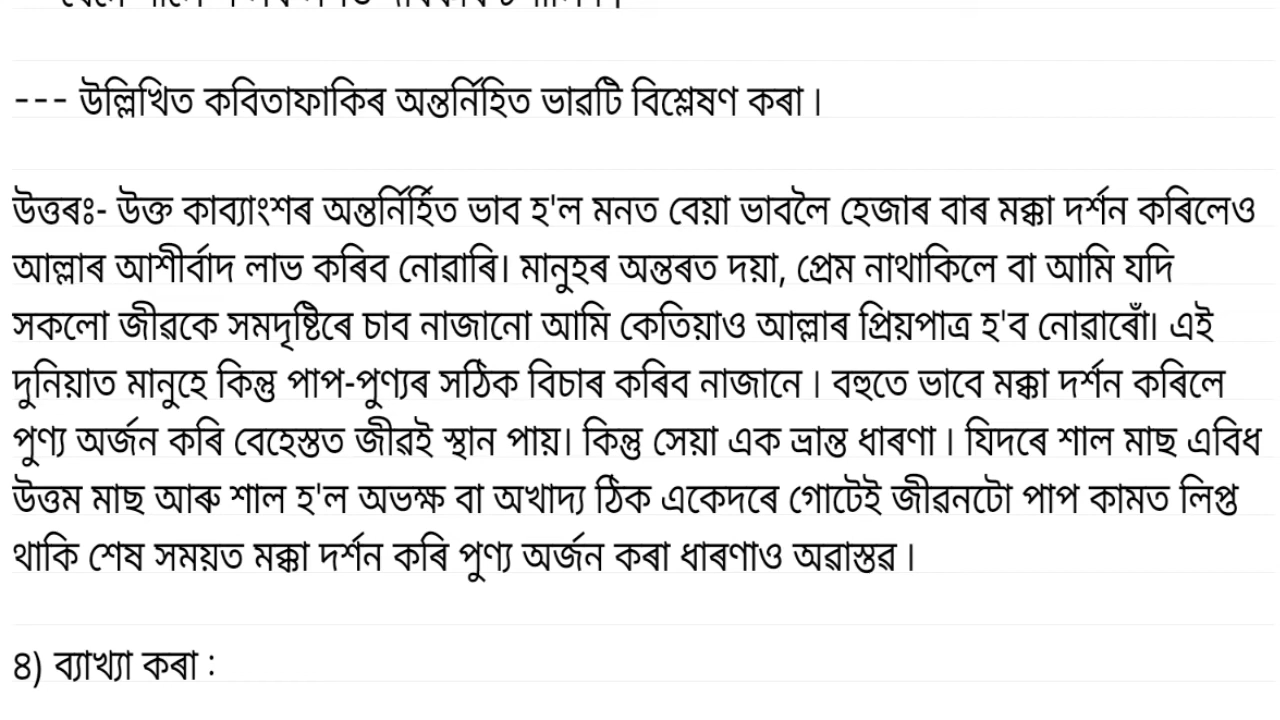 --- উল্লিখিত কবিতাফাকিৰ অন্তৰ্নিহিত ভাৱটি বিশ্লেষণ কৰা ।
উত্তৰঃ- উক্ত কাব্যাংশৰ অন্তৰ্নিৰ্হিত ভাব হ'ল মনত বেয়া ভাবলৈ হেজাৰ বাৰ মক্কা দৰ্শন কৰিলেও
আল্লাৰ আশীৰ্বাদ লাভ কৰিব নোৱাৰি। মানুহৰ অন্তৰত দয়া, প্ৰেম নাথাকিলে বা আমি যদি
সকলো জীৱকে সমদৃষ্টিৰে চাব নাজানো আমি কেতিয়াও আল্লাৰ প্ৰিয়পাত্ৰ হ'ব নোৱাৰোঁ। এই
দুনিয়াত মানুহে কিন্তু পাপ-পুণ্যৰ সঠিক বিচাৰ কৰিব নাজানে । বহুতে ভাবে মক্কা দৰ্শন কৰিলে
পুণ্য অৰ্জন কৰি বেহেস্তত জীৱই স্থান পায়। কিন্তু সেয়া এক ভ্ৰান্ত ধাৰণা । যিদৰে শাল মাছ এবিধ
উত্তম মাছ আৰু শাল হ'ল অভক্ষ বা অখাদ্য ঠিক একেদৰে গোটেই জীৱনটো পাপ কামত লিপ্ত
থাকি শেষ সময়ত মক্কা দৰ্শন কৰি পুণ্য অৰ্জন কৰা ধাৰণাও অৱাস্তৱ ।
৪) ব্যাখ্যা কৰা :